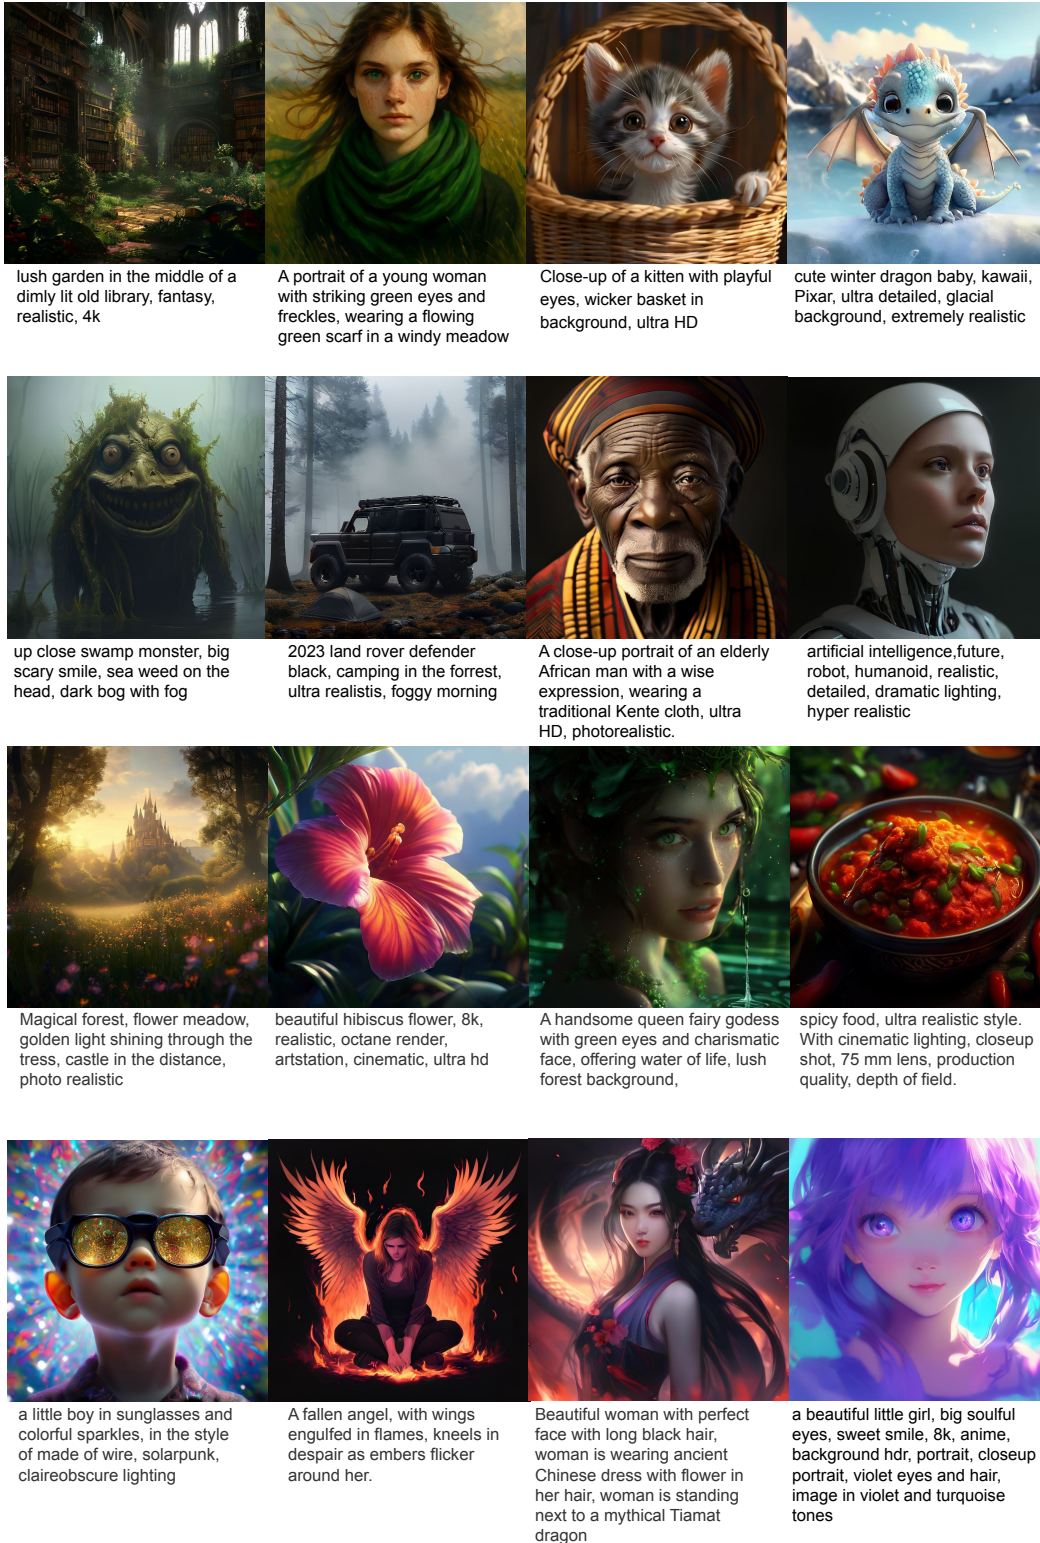 lush garden in the middle of a
dimly lit old library, fantasy,
realistic, 4k
A portrait of a young woman
with striking green eyes and
freckles, wearing a flowing
green scarf in a windy meadow
Close-up of a kitten with playful
eyes, wicker basket in
background, ultra HD
cute winter dragon baby, kawaii,
Pixar, ultra detailed, glacial
background, extremely realistic
up close swamp monster, big
scary smile, sea weed on the
head, dark bog with fog
2023 land rover defender
black, camping in the forrest,
ultra realistis, foggy morning
A close-up portrait of an elderly
African man with a wise
expression, wearing a
traditional Kente cloth, ultra
HD, photorealistic.
artificial intelligence,future,
robot, humanoid, realistic,
detailed, dramatic lighting,
hyper realistic
Magical forest, flower meadow,
golden light shining through the
tress, castle in the distance,
photo realistic
beautiful hibiscus flower, 8k,
realistic, octane render,
artstation, cinematic, ultra hd
A handsome queen fairy godess
with green eyes and charismatic
face, offering water of life, lush
forest background,
spicy food, ultra realistic style.
With cinematic lighting, closeup
shot, 75 mm lens, production
quality, depth of field.
a little boy in sunglasses and
colorful sparkles, in the style
of made of wire, solarpunk,
claireobscure lighting
A fallen angel, with wings
engulfed in flames, kneels in
despair as embers flicker
around her.
Beautiful woman with perfect
face with long black hair,
woman is wearing ancient
Chinese dress with flower in
her hair, woman is standing
next to a mythical Tiamat
dragon
a beautiful little girl, big soulful
eyes, sweet smile, 8k, anime,
background hdr, portrait, closeup
portrait, violet eyes and hair,
image in violet and turquoise
tones